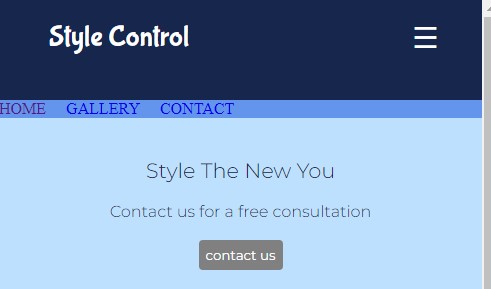 Style Control
HOME GALLERY CONTACT
Style The New You
Contact us for a free consultation
contact us